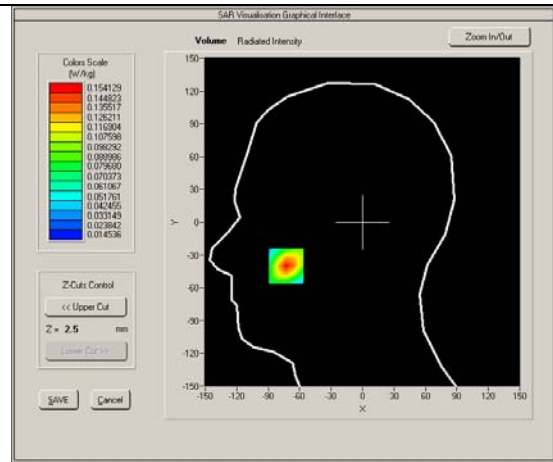 SAR Visualisation Graphical Interface
Volume Radiated Intensity
Zoom In/Out
Colors Scale
(W/kg)
0.154129
0.144823
0.135517
0.126211
0.116904
0.107598
0.098292
0.088986
0.079680
0.070373
0.061067
0.051761
0.042455
0.033149
0.023842
0.014536
Z-Cuts Control
<< Upper Cut
Z = 2.5 mm
Lower Cut >>
SAVE
Cancel
150
120
90
60
30
0
-30
-60
-90
-120
-150
Y
-150 -120 -90 -60 -30 0 30 60 90 120 150
X